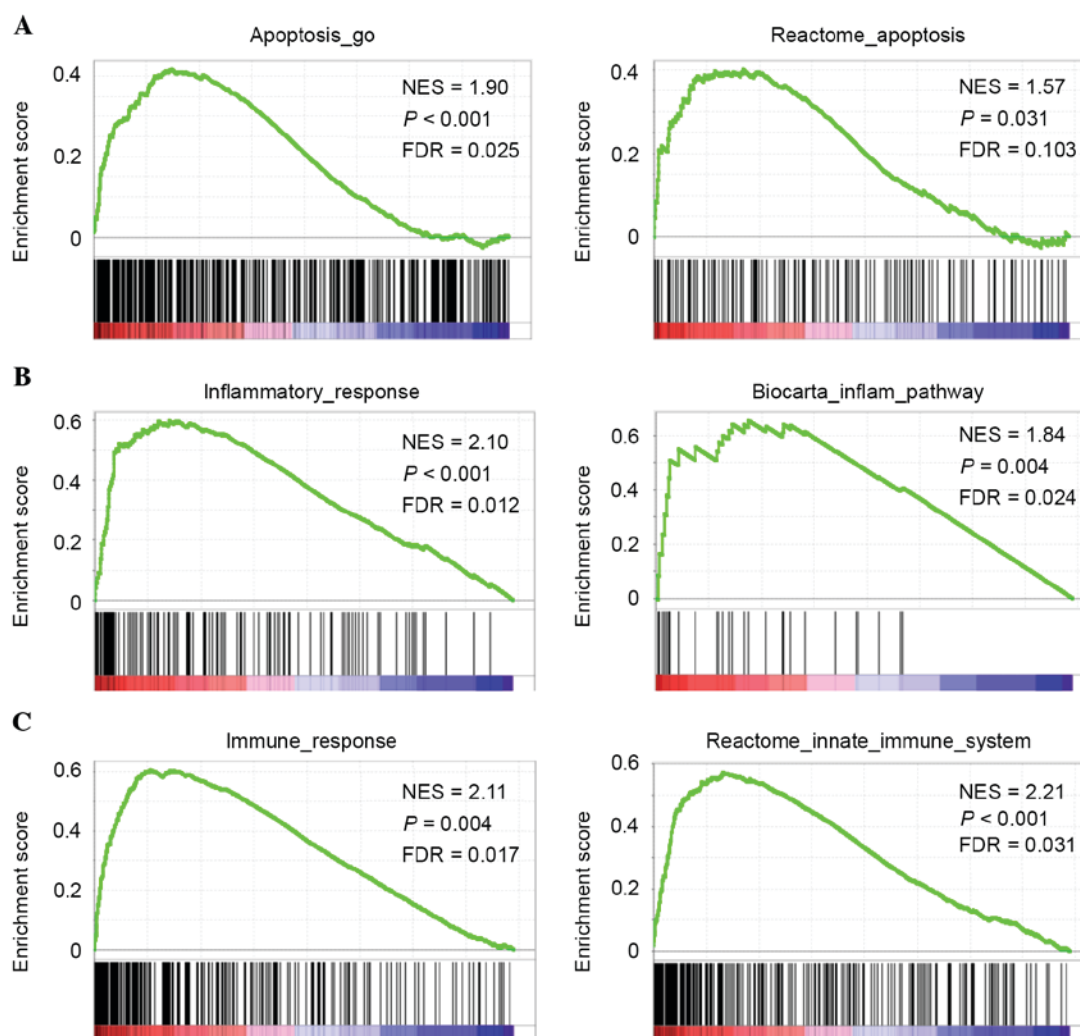 A
Apoptosis_go
Enrichment score
0.4
0.2
0
NES = 1.90
P < 0.001
FDR = 0.025
Reactome_apoptosis
Enrichment score
0.4
0.2
0
NES = 1.57
P = 0.031
FDR = 0.103
B
Inflammatory_response
Enrichment score
0.6
0.4
0.2
0
NES = 2.10
P < 0.001
FDR = 0.012
Biocarta_inflam_pathway
Enrichment score
0.6
0.4
0.2
0
NES = 1.84
P = 0.004
FDR = 0.024
C
Immune_response
Enrichment score
0.6
0.4
0.2
0
NES = 2.11
P = 0.004
FDR = 0.017
Reactome_innate_immune_system
Enrichment score
0.6
0.4
0.2
0
NES = 2.21
P < 0.001
FDR = 0.031